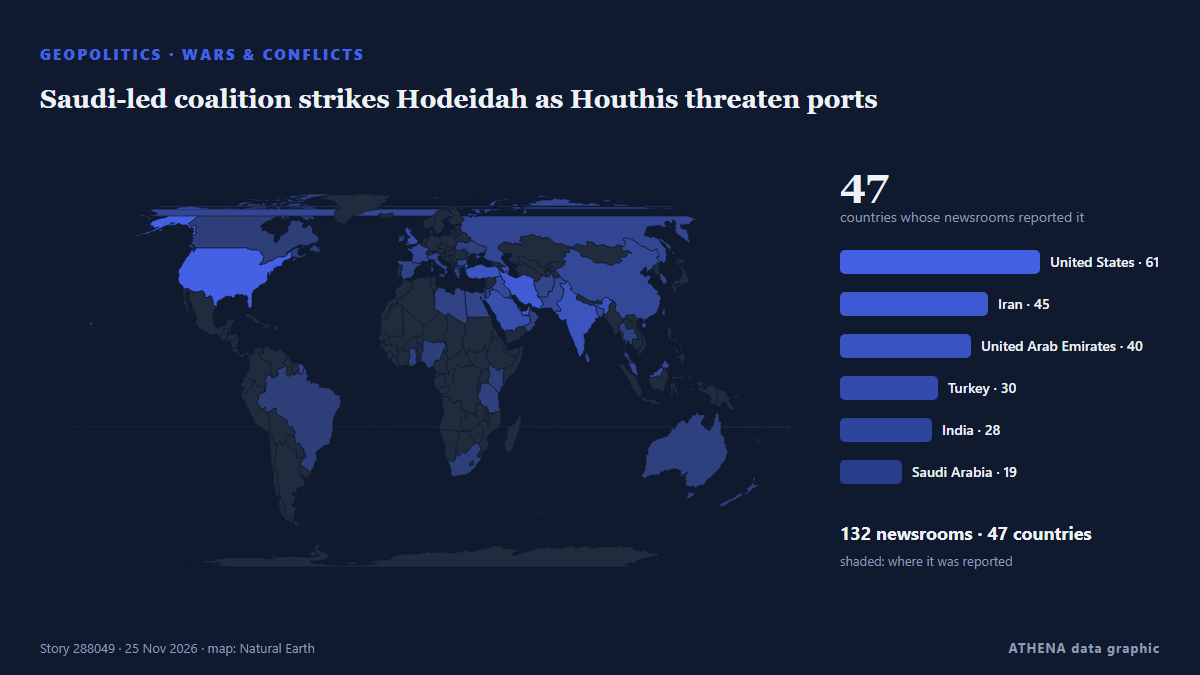 GEOPOLITICS · WARS & CONFLICTS
Saudi-led coalition strikes Hodeidah as Houthis threaten ports
47
countries whose newsrooms reported it
United States · 61
Iran · 45
United Arab Emirates · 40
Turkey · 30
India · 28
Saudi Arabia · 19
132 newsrooms · 47 countries
shaded: where it was reported
Story 288049 · 25 Nov 2026 · map: Natural Earth
ATHENA data graphic